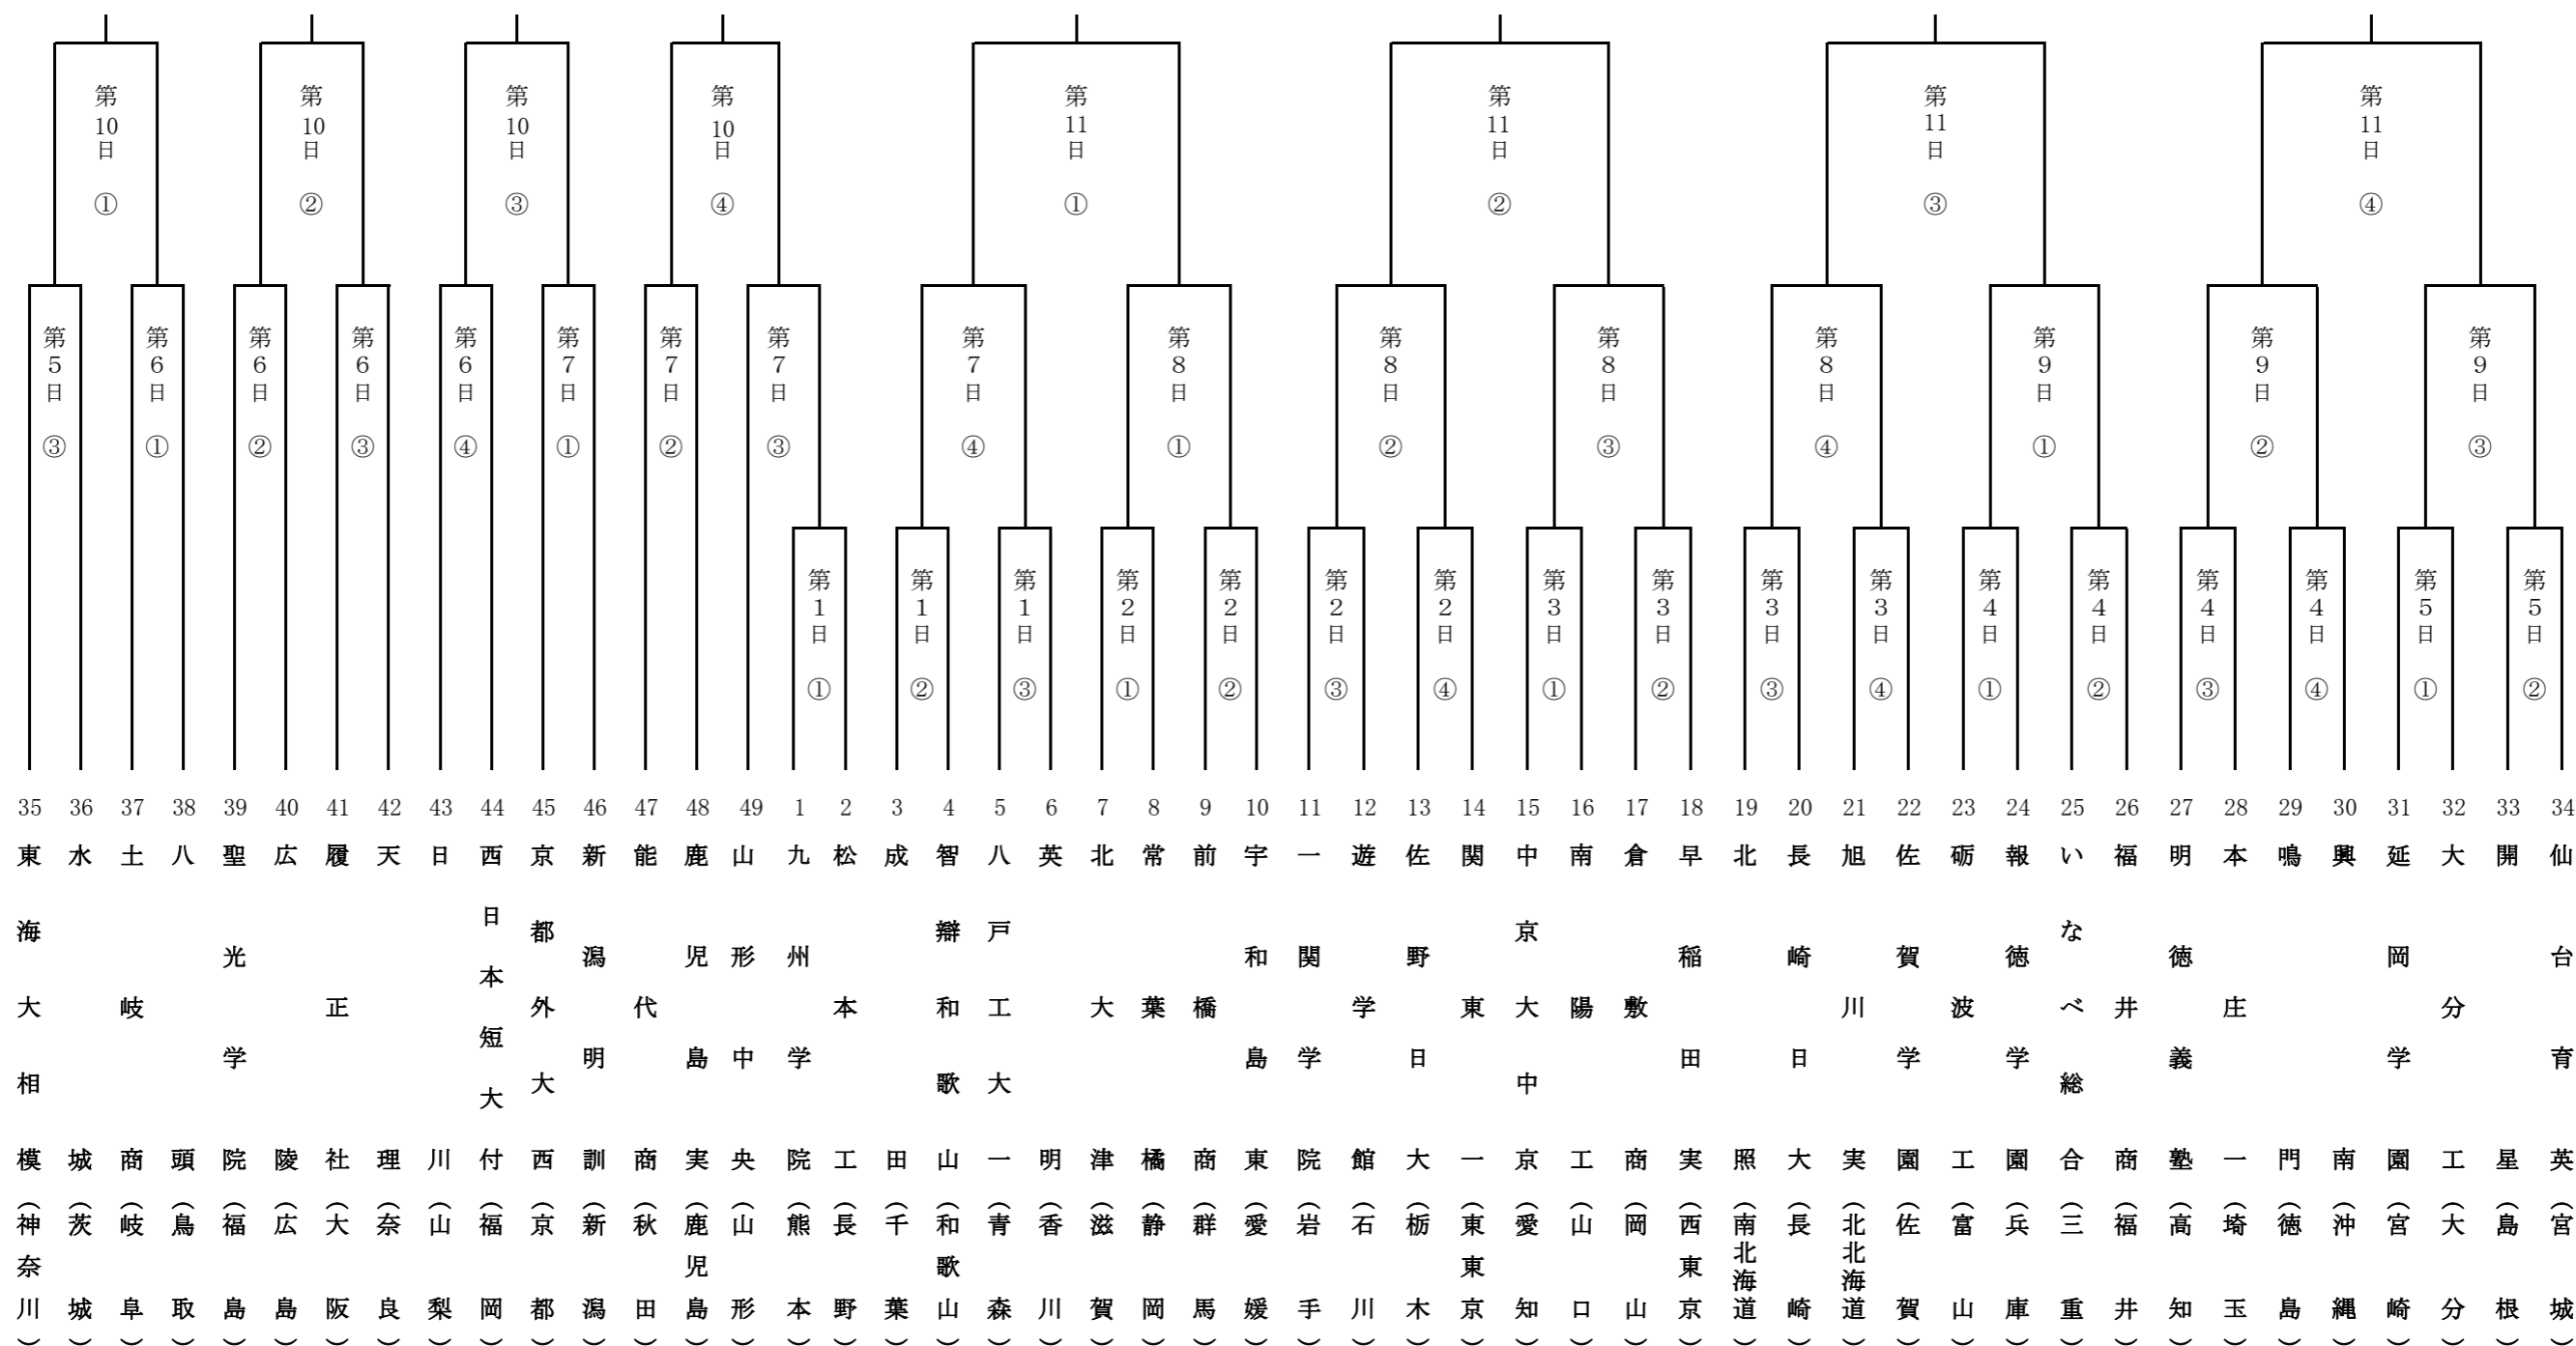 第10日 ①
第10日 ②
第10日 ③
第10日 ④
第11日 ①
第11日 ②
第11日 ③
第11日 ④
第5日 ③
第6日 ①
第6日 ②
第6日 ③
第6日 ④
第7日 ①
第7日 ②
第7日 ③
第7日 ④
第8日 ①
第8日 ②
第8日 ③
第8日 ④
第9日 ①
第9日 ②
第9日 ③
第1日 ①
第1日 ②
第1日 ③
第2日 ①
第2日 ②
第2日 ③
第2日 ④
第3日 ①
第3日 ②
第3日 ③
第3日 ④
第4日 ①
第4日 ②
第4日 ③
第4日 ④
第5日 ①
第5日 ②
35 東海大相模（神奈川）
36 水城（茨城）
37 土岐商（岐阜）
38 八頭（鳥取）
39 聖光学院（福島）
40 広陵（広島）
41 履正社（大阪）
42 天理（奈良）
43 日川（山梨）
44 西日本短大付（福岡）
45 京都外大西（京都）
46 新潟明訓（新潟）
47 能代商（秋田）
48 鹿児島実（鹿児島）
49 山形中央（山形）
1 九州学院（熊本）
2 松本工（長野）
3 成田（千葉）
4 智辯和歌山（和歌山）
5 八戸工大一（青森）
6 英明（香川）
7 北大津（滋賀）
8 常葉橘（静岡）
9 前橋商（群馬）
10 宇和島東（愛媛）
11 一関学院（岩手）
12 遊学館（石川）
13 佐野日大（栃木）
14 関東一（東東京）
15 中京大中京（愛知）
16 南陽工（山口）
17 倉敷商（岡山）
18 早稲田実（西東京）
19 北照（南北海道）
20 長崎日大（長崎）
21 旭川実（北北海道）
22 佐賀学園（佐賀）
23 砺波工（富山）
24 報徳学園（兵庫）
25 いなべ総合（三重）
26 福井商（福井）
27 明徳義塾（高知）
28 本庄一（埼玉）
29 鳴門（徳島）
30 興南（沖縄）
31 延岡学園（宮崎）
32 大分工（大分）
33 開星（島根）
34 仙台育英（宮城）